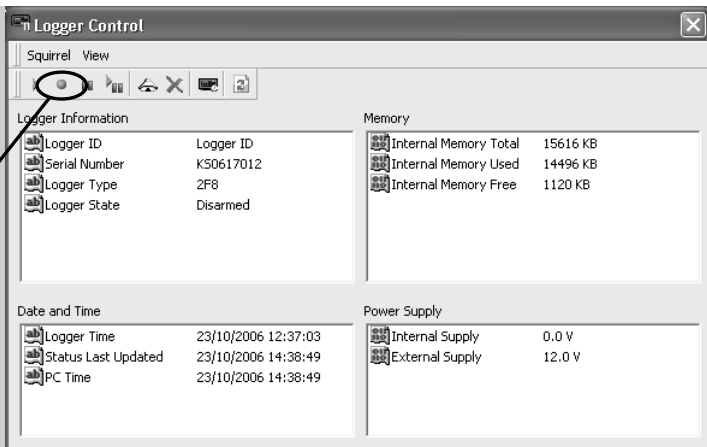 Logger Control
Squirrel View
Logger Information
Logger ID Logger ID
Serial Number KS0617012
Logger Type 2F8
Logger State Disarmed
Memory
Internal Memory Total 15616 KB
Internal Memory Used 14496 KB
Internal Memory Free 1120 KB
Date and Time
Logger Time 23/10/2006 12:37:03
Status Last Updated 23/10/2006 14:38:49
PC Time 23/10/2006 14:38:49
Power Supply
Internal Supply 0.0 V
External Supply 12.0 V